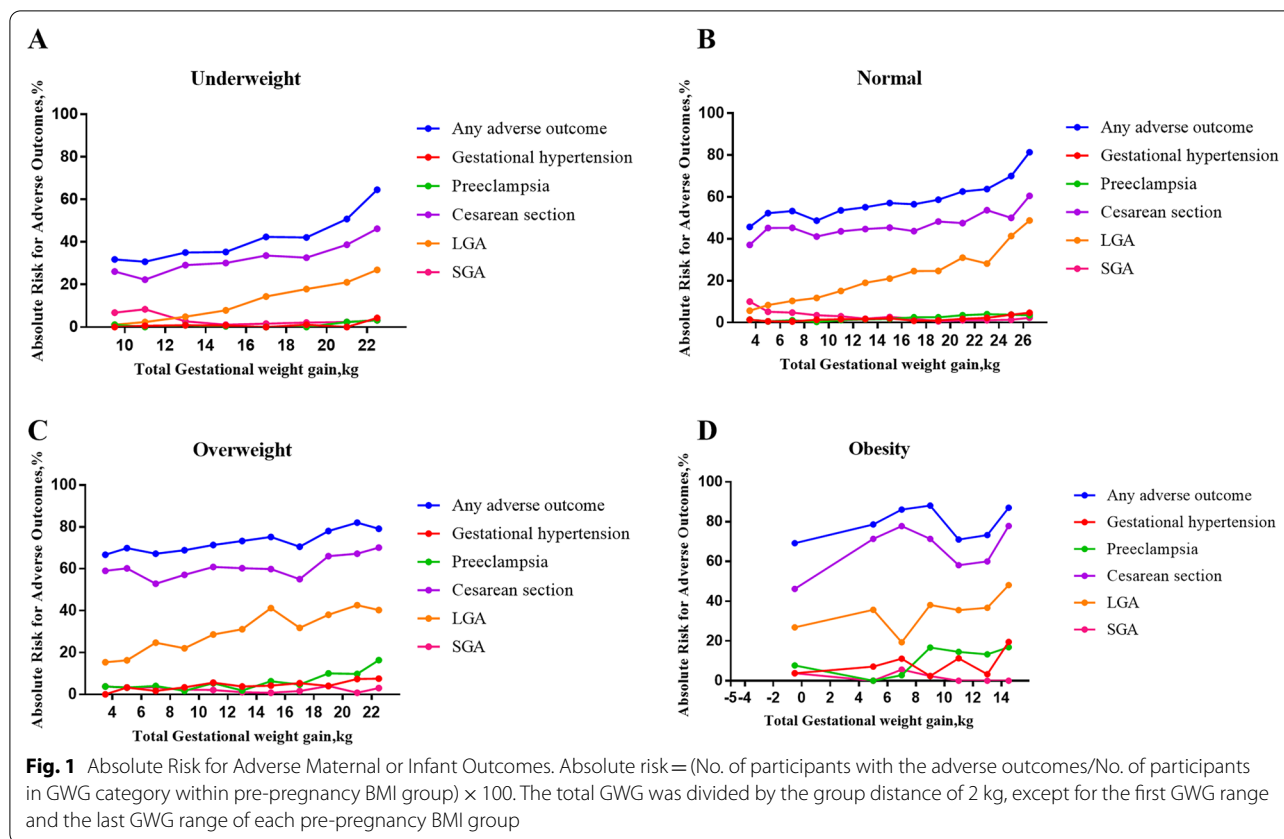 A
Underweight
Absolute Risk for Adverse Outcomes,%
100
80
60
40
20
0
10 12 14 16 18 20 22
Total Gestational weight gain,kg
Any adverse outcome
Gestational hypertension
Preeclampsia
Cesarean section
LGA
SGA
B
Normal
Absolute Risk for Adverse Outcomes,%
100
80
60
40
20
0
4 6 8 10 12 14 16 18 20 22 24 26
Total Gestational weight gain,kg
Any adverse outcome
Gestational hypertension
Preeclampsia
Cesarean section
LGA
SGA
C
Overweight
Absolute Risk for Adverse Outcomes,%
100
80
60
40
20
0
4 6 8 10 12 14 16 18 20 22
Total Gestational weight gain,kg
Any adverse outcome
Gestational hypertension
Preeclampsia
Cesarean section
LGA
SGA
D
Obesity
Absolute Risk for Adverse Outcomes,%
100
80
60
40
20
0
-5-4 -2 0 2 4 6 8 10 12 14
Total Gestational weight gain,kg
Any adverse outcome
Gestational hypertension
Preeclampsia
Cesarean section
LGA
SGA
Fig. 1 Absolute Risk for Adverse Maternal or Infant Outcomes. Absolute risk = (No. of participants with the adverse outcomes/No. of participants
in GWG category within pre-pregnancy BMI group) × 100. The total GWG was divided by the group distance of 2 kg, except for the first GWG range
and the last GWG range of each pre-pregnancy BMI group